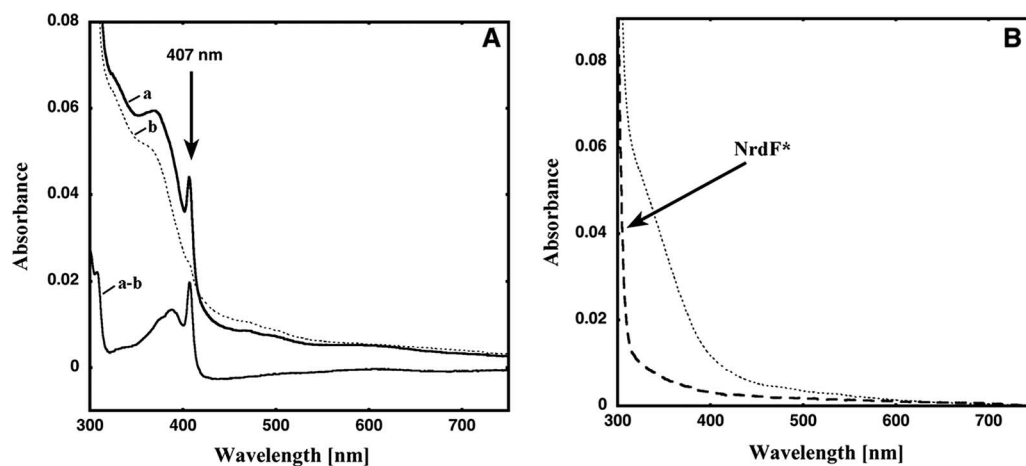 A
407 nm
a
b
a-b
0.08
0.06
0.04
0.02
0
Absorbance
300 400 500 600 700
Wavelength [nm]
B
NrdF*
0.08
0.06
0.04
0.02
0
Absorbance
300 400 500 600 700
Wavelength [nm]